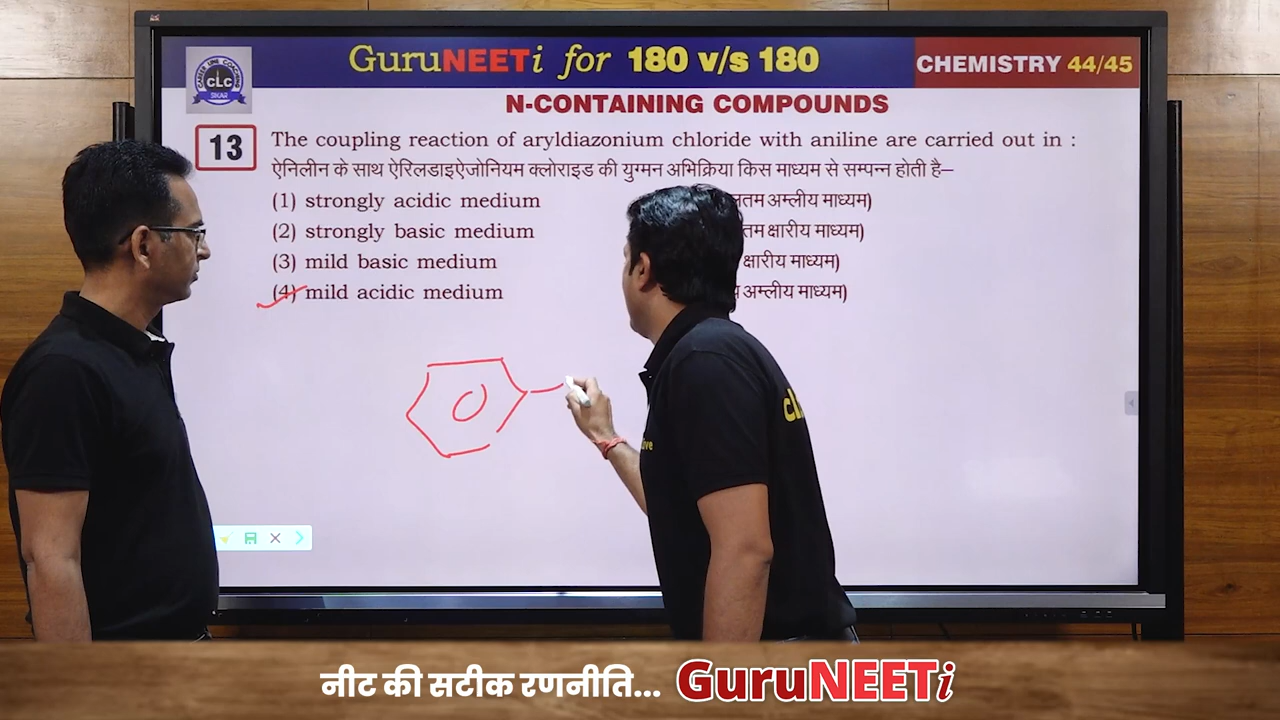 GuruNEETi for 180 v/s 180
CHEMISTRY 44/45
CLC
SIKAR
N-CONTAINING COMPOUNDS
13
The coupling reaction of aryldiazonium chloride with aniline are carried out in :
ऐनिलीन के साथ ऐरिलडाइऐजोनियम क्लोराइड की युग्मन अभिक्रिया किस माध्यम से सम्पन्न होती है–
(1) strongly acidic medium अम्लीय माध्यम)
(2) strongly basic medium क्षारीय माध्यम)
(3) mild basic medium क्षारीय माध्यम)
(4) mild acidic medium अम्लीय माध्यम)
नीट की सटीक रणनीति... GuruNEETi